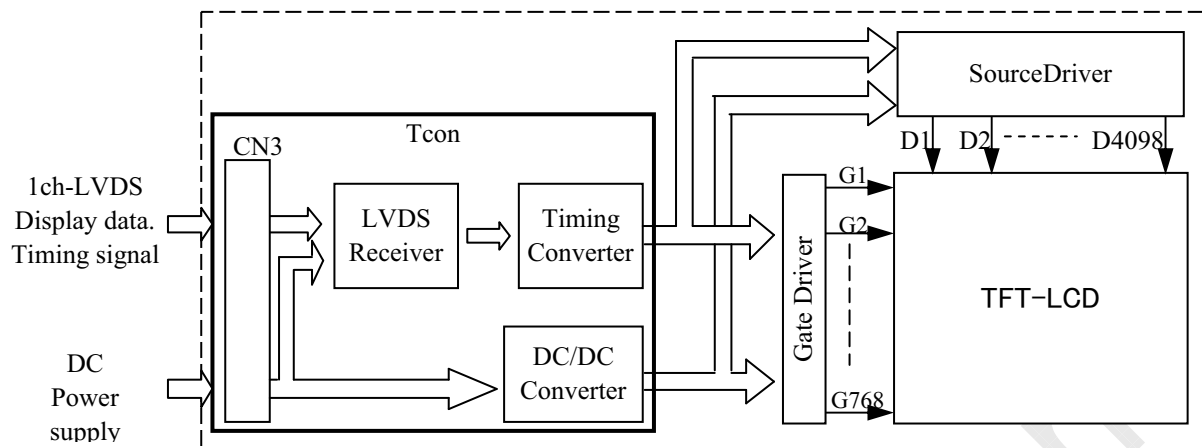 SourceDriver
D1
D2
D4098
Tcon
CN3
1ch-LVDS
Display data.
Timing signal
LVDS
Receiver
Timing
Converter
Gate Driver
G1
G2
G768
TFT-LCD
DC/DC
Converter
DC
Power
supply